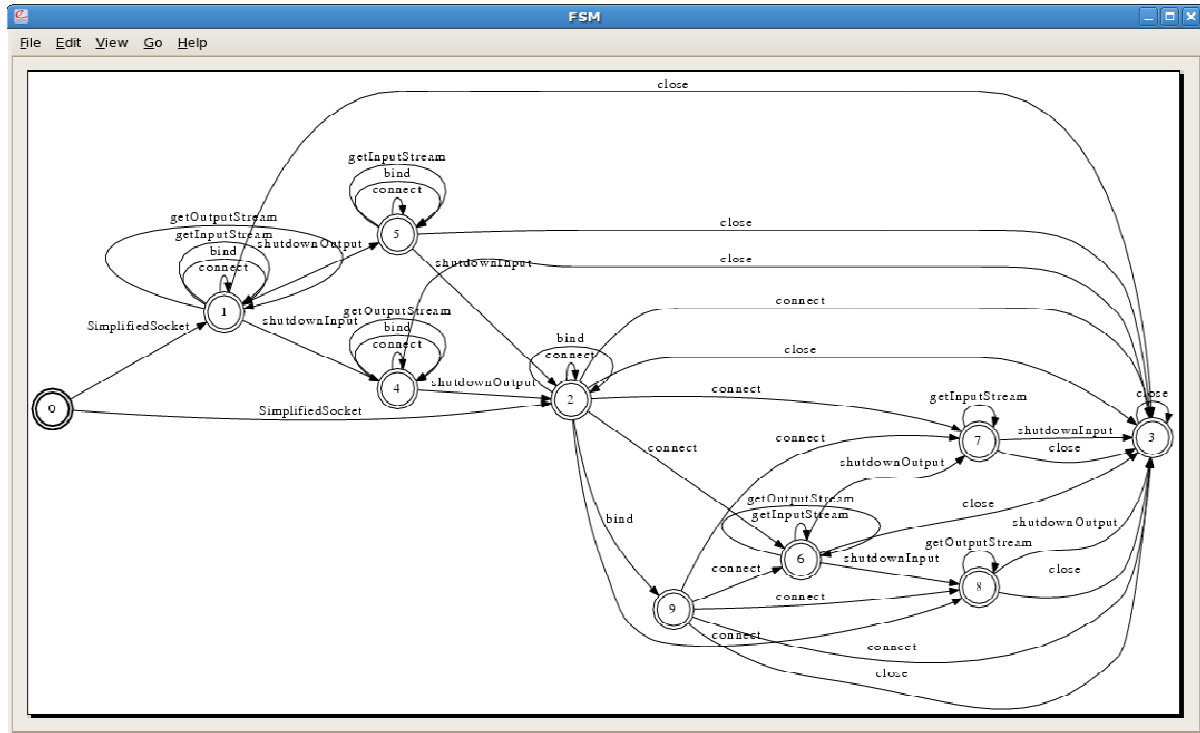 FSM
File Edit View Go Help
close
getInputStream
bind
connect
getOutputStream
getInputStream
bind
connect
shutdownOutput
5
close
shutdownInput
close
1
SimplifiedSocket
shutdownInput
getOutputStream
bind
connect
4
connect
bind
connect
close
shutdownOutput
2
connect
0
SimplifiedSocket
getInputStream
7
shutdownInput
close
close
3
connect
connect
shutdownOutput
close
getOutputStream
getInputStream
6
shutdownInput
shutdownOutput
getOutputStream
8
close
bind
9
connect
connect
connect
connect
close